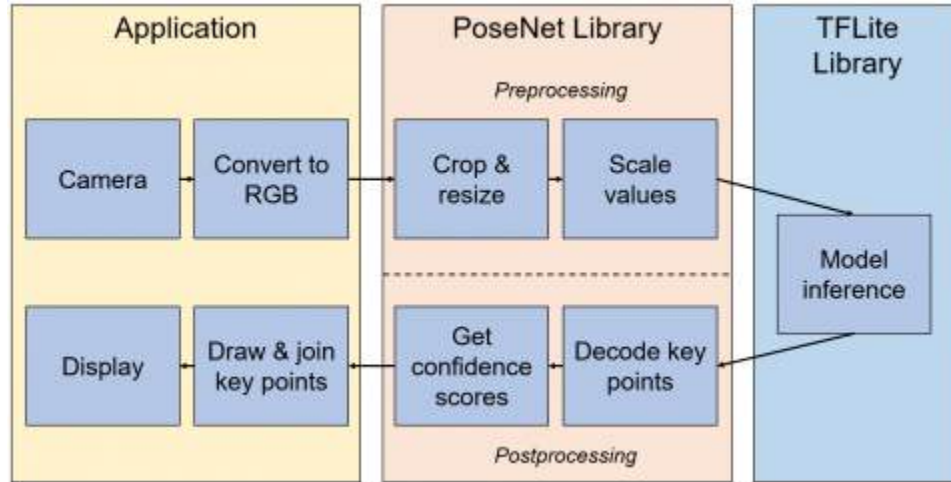 Application
PoseNet Library
TFLite
Library
Preprocessing
Camera
Convert to
RGB
Crop &
resize
Scale
values
Model
inference
Display
Draw & join
key points
Get
confidence
scores
Decode key
points
Postprocessing